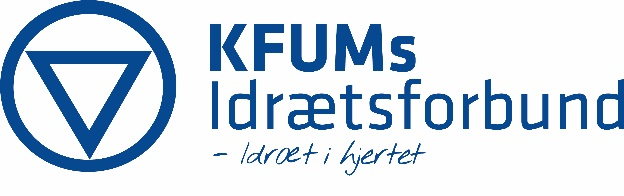 KFUMs
Idrætsforbund
- Idræt i hjertet